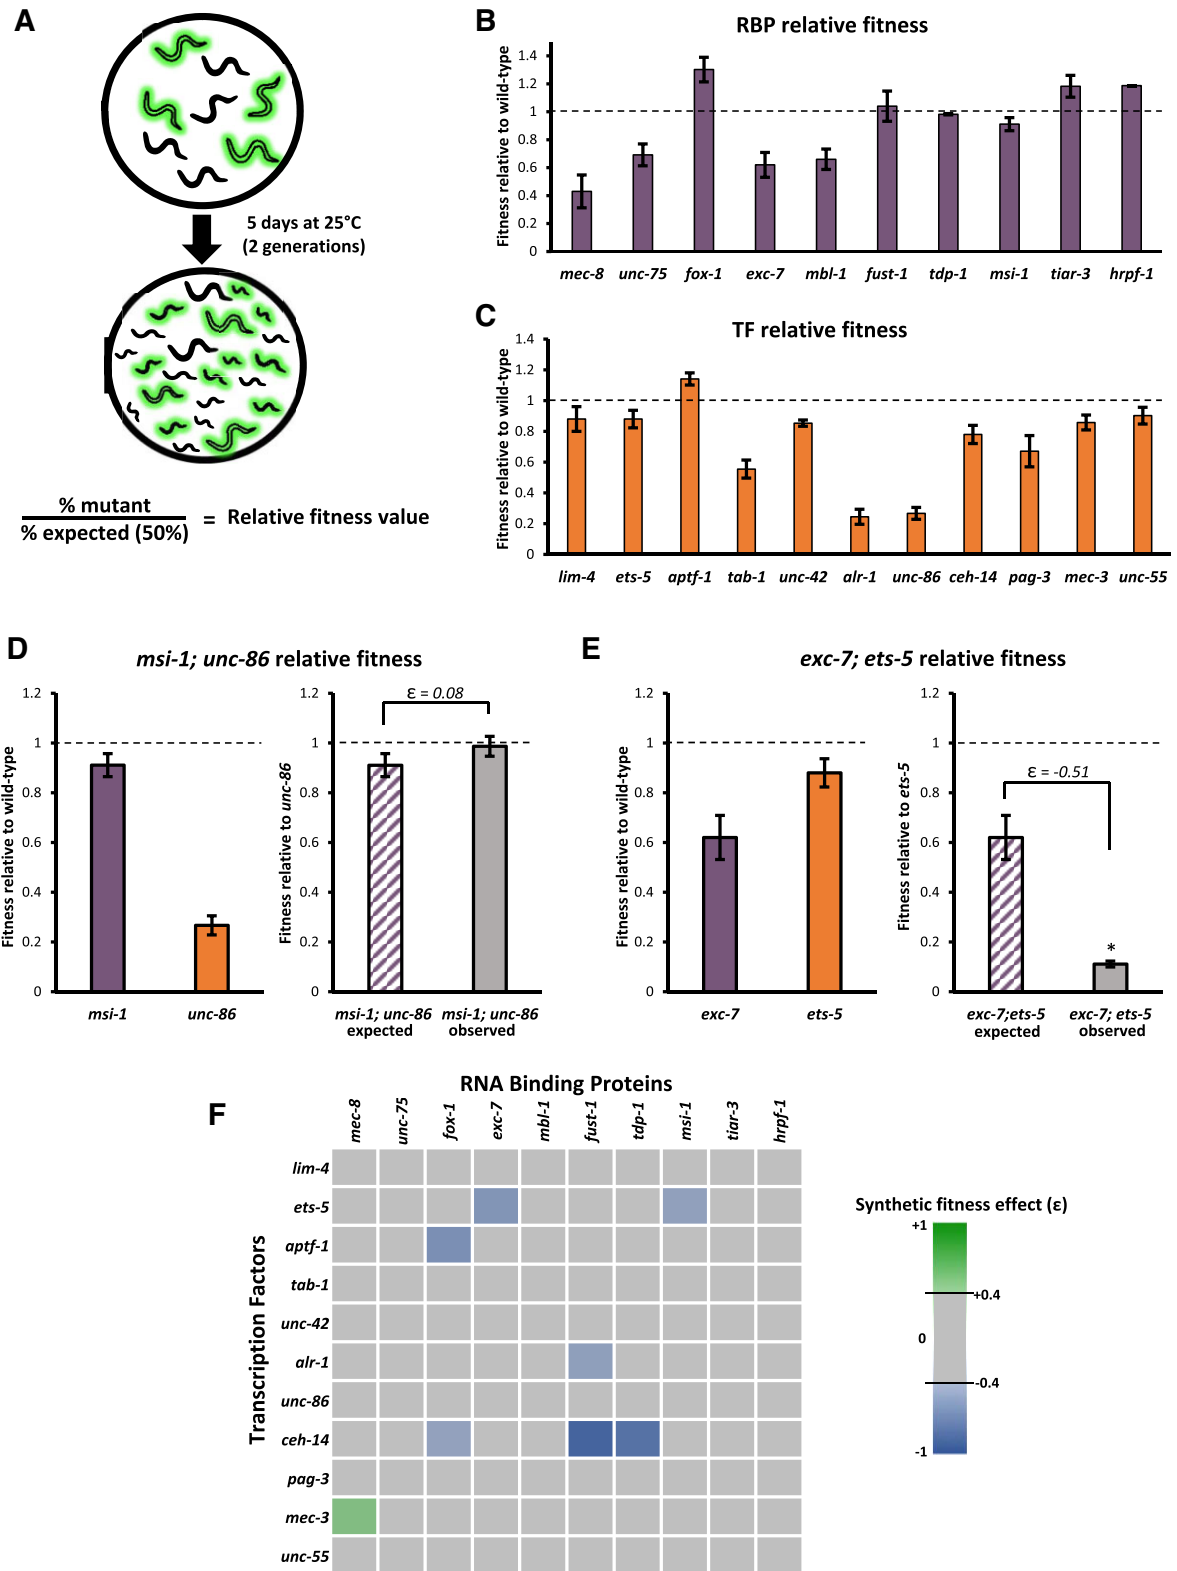 A
5 days at 25°C
(2 generations)
% mutant
% expected (50%)
= Relative fitness value
B
RBP relative fitness
Fitness relative to wild-type
1.4
1.2
1
0.8
0.6
0.4
0.2
0
mec-8 unc-75 fox-1 exc-7 mbl-1 fust-1 tdp-1 msi-1 tiar-3 hrpf-1
C
TF relative fitness
Fitness relative to wild-type
1.4
1.2
1
0.8
0.6
0.4
0.2
0
lim-4 ets-5 aptf-1 tab-1 unc-42 alr-1 unc-86 ceh-14 pag-3 mec-3 unc-55
D
msi-1; unc-86 relative fitness
Fitness relative to wild-type
1.2
1
0.8
0.6
0.4
0.2
0
msi-1 unc-86
Fitness relative to unc-86
1.2
1
0.8
0.6
0.4
0.2
0
ε = 0.08
msi-1; unc-86 msi-1; unc-86
expected observed
E
exc-7; ets-5 relative fitness
Fitness relative to wild-type
1.2
1
0.8
0.6
0.4
0.2
0
exc-7 ets-5
Fitness relative to ets-5
1.2
1
0.8
0.6
0.4
0.2
0
ε = -0.51
*
exc-7;ets-5 exc-7; ets-5
expected observed
F
RNA Binding Proteins
mec-8 unc-75 fox-1 exc-7 mbl-1 fust-1 tdp-1 msi-1 tiar-3 hrpf-1
Transcription Factors
lim-4
ets-5
aptf-1
tab-1
unc-42
alr-1
unc-86
ceh-14
pag-3
mec-3
unc-55
Synthetic fitness effect (ε)
+1
+0.4
0
-0.4
-1